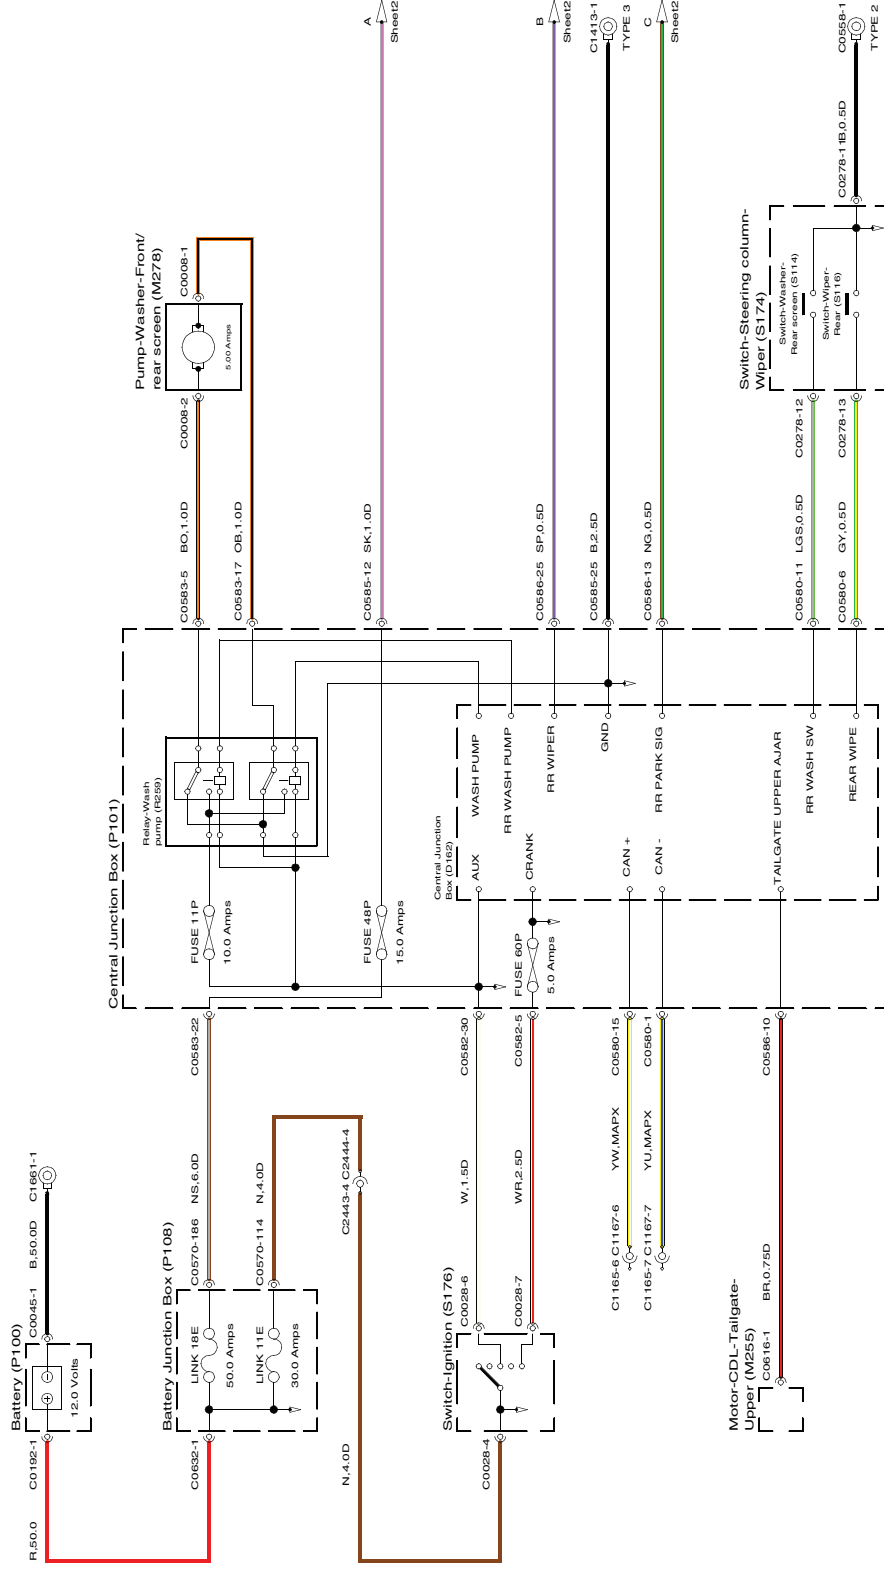 Battery (P100)
12.0 Volts
C0192-1
R,50.0
C0045-1
B,50.0D
C1661-1
Battery Junction Box (P108)
C0632-1
LINK 18E
50.0 Amps
LINK 11E
30.0 Amps
C0570-186
NS,6.0D
C0583-22
C0570-114
N,4.0D
C2443-4
C2444-4
N,4.0D
Switch-Ignition (S176)
C0028-4
C0028-6
W,1.5D
C0582-30
C0028-7
WR,2.5D
C0582-5
C1165-6
C1167-6
YW,MAPX
C0580-15
C1165-7
C1167-7
YU,MAPX
C0580-1
Motor-CDL-Tailgate-
Upper (M255)
C0616-1
BR,0.75D
C0586-10
Central Junction Box (P101)
FUSE 11P
10.0 Amps
FUSE 48P
15.0 Amps
FUSE 60P
5.0 Amps
Relay-Wash
pump (R259)
Central Junction
Box (D162)
AUX
CRANK
CAN +
CAN -
TAILGATE UPPER AJAR
WASH PUMP
RR WASH PUMP
RR WIPER
GND
RR PARK SIG
RR WASH SW
REAR WIPE
C0583-5
BO,1.0D
C0008-2
C0583-17
OB,1.0D
C0008-1
Pump-Washer-Front/
rear screen (M278)
5.00 Amps
C0585-12
SK,1.0D
A
Sheet2
C0586-25
SP,0.5D
B
Sheet2
C0585-25
B,2.5D
C1413-1
TYPE 3
C0586-13
NG,0.5D
C
Sheet2
C0580-11
LGS,0.5D
C0278-12
C0580-6
GY,0.5D
C0278-13
Switch-Steering column-
Wiper (S174)
Switch-Washer-
Rear screen (S114)
Switch-Wiper-
Rear (S116)
C0278-11
B,0.5D
C0558-1
TYPE 2